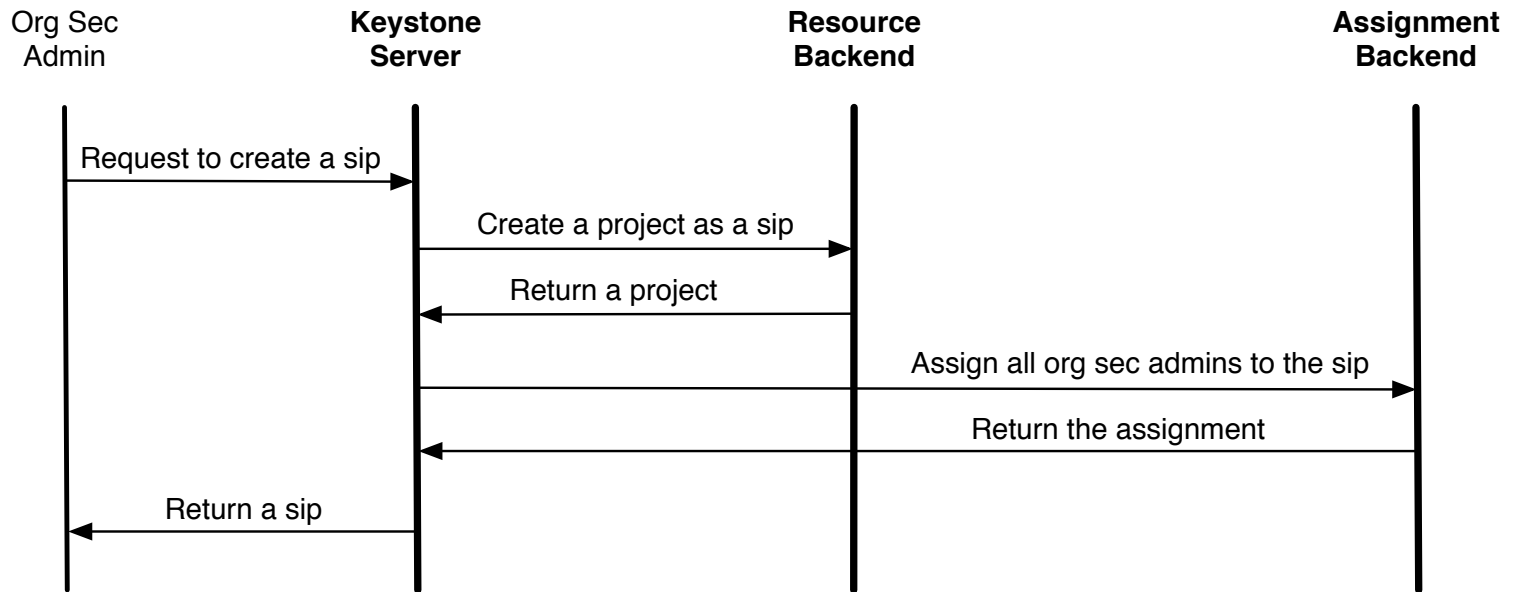 Org Sec
Admin
Keystone
Server
Resource
Backend
Assignment
Backend
Request to create a sip
Create a project as a sip
Return a project
Assign all org sec admins to the sip
Return the assignment
Return a sip